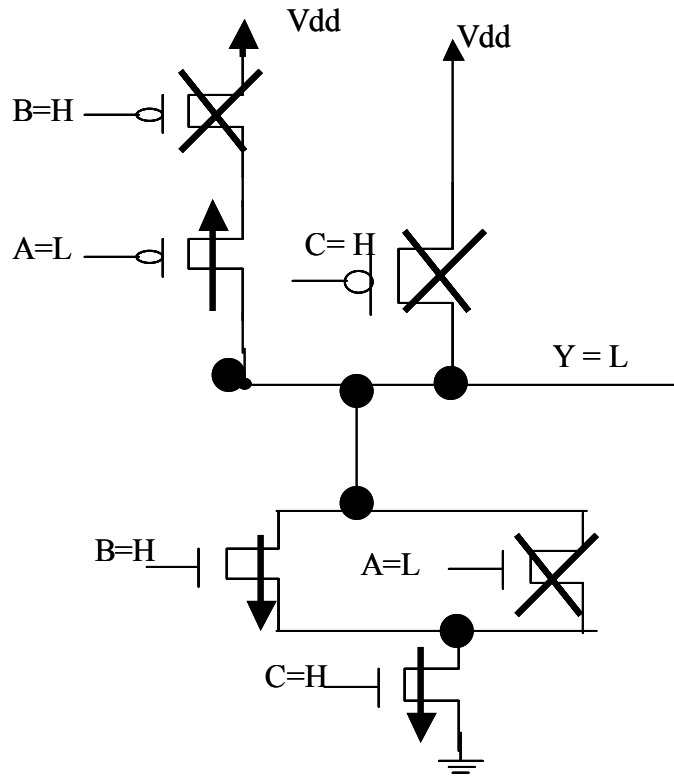 Vdd
Vdd
B=H
A=L
C= H
Y = L
B=H
A=L
C=H